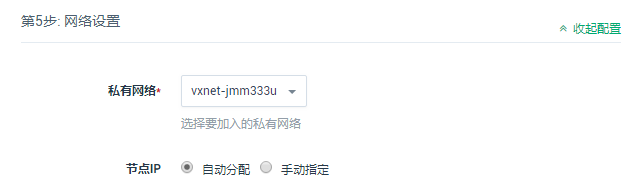 第5步: 网络设置
收起配置
私有网络* vxnet-jmm333u
选择要加入的私有网络
节点IP 自动分配 手动指定